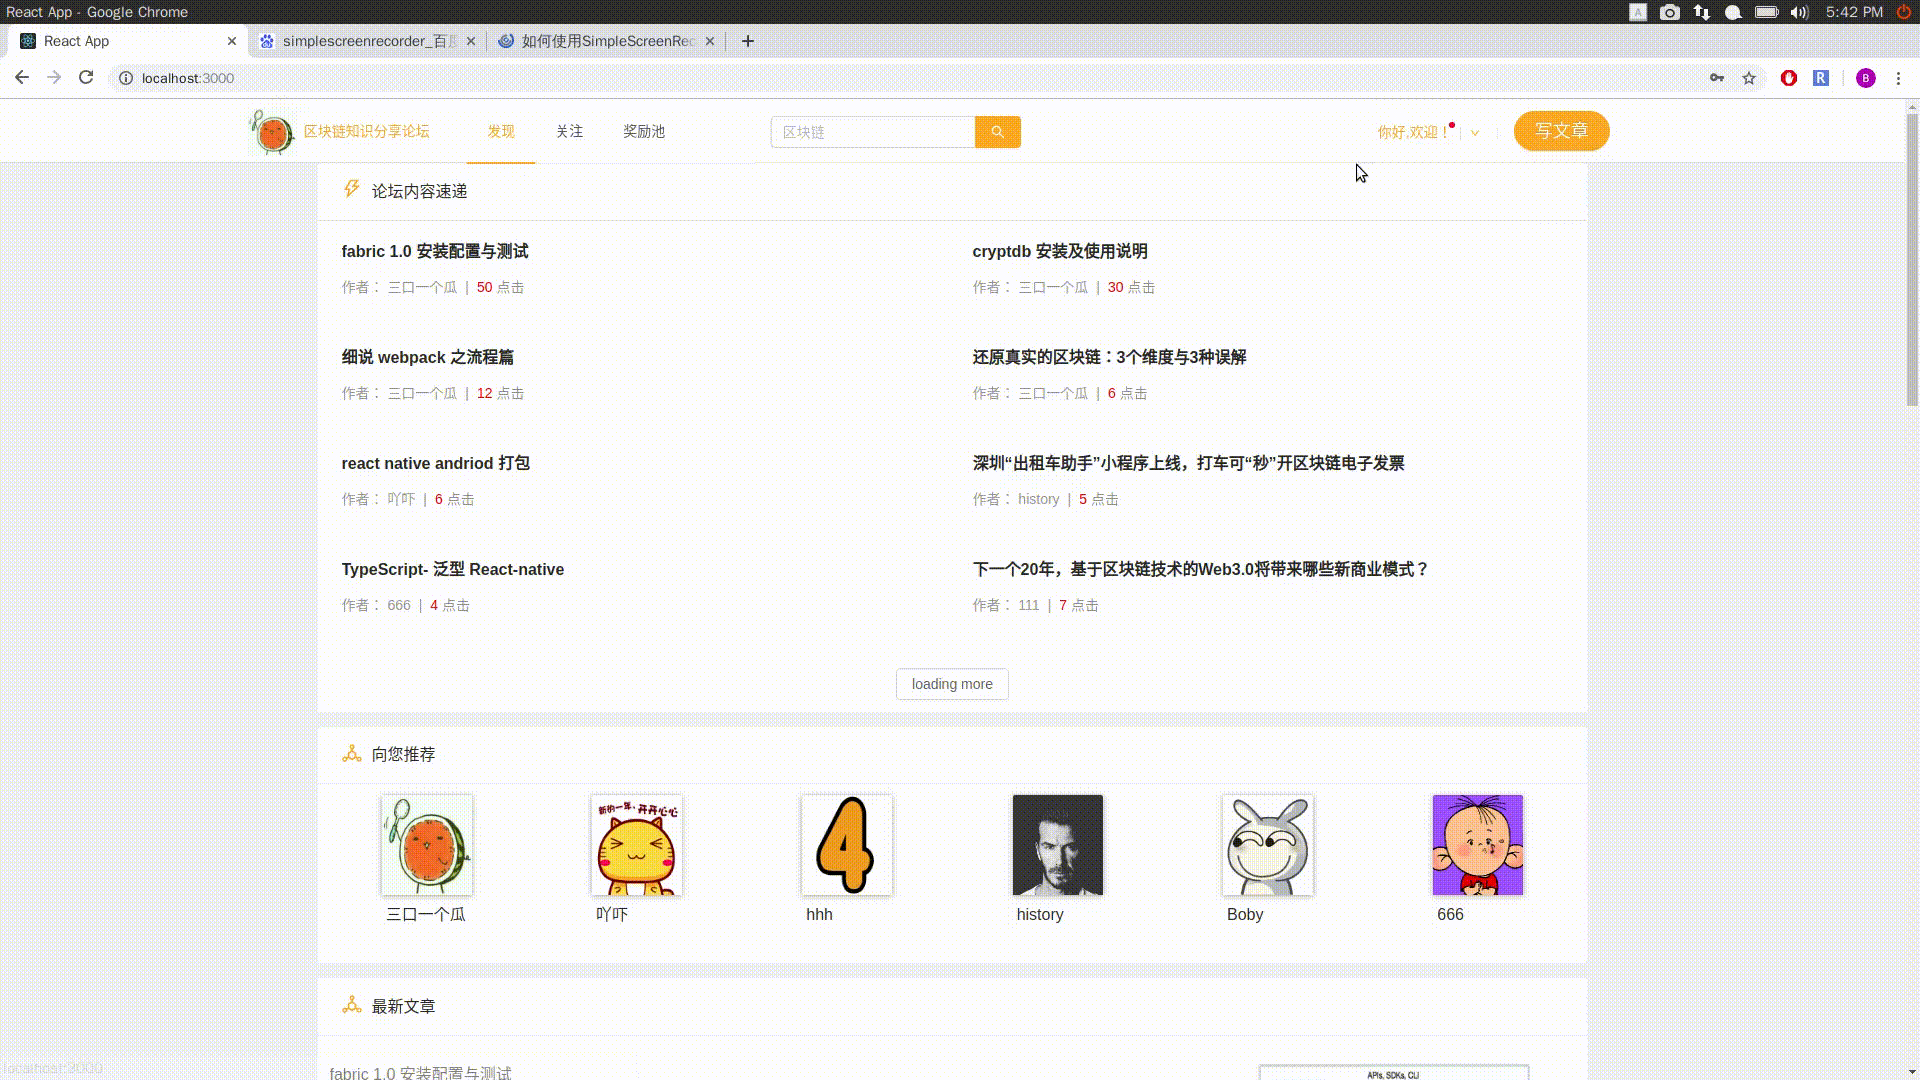 React App - Google Chrome
A
5:42 PM
React App
simplescreenrecorder_百度
如何使用SimpleScreenRec
localhost:3000
R
B
区块链知识分享论坛 发现 关注 奖励池
区块链
你好,欢迎！
写文章
论坛内容速递
fabric 1.0 安装配置与测试
作者： 三口一个瓜 | 50 点击
cryptdb 安装及使用说明
作者： 三口一个瓜 | 30 点击
细说 webpack 之流程篇
作者： 三口一个瓜 | 12 点击
还原真实的区块链：3个维度与3种误解
作者： 三口一个瓜 | 6 点击
react native andriod 打包
作者： 吖吓 | 6 点击
深圳“出租车助手”小程序上线，打车可“秒”开区块链电子发票
作者： history | 5 点击
TypeScript- 泛型 React-native
作者： 666 | 4 点击
下一个20年，基于区块链技术的Web3.0将带来哪些新商业模式？
作者： 111 | 7 点击
loading more
向您推荐
新的一年,开开心心
4
三口一个瓜
吖吓
hhh
history
Boby
666
最新文章
fabric 1.0 安装配置与测试
APIs, SDKs, CLI
localhost:3000